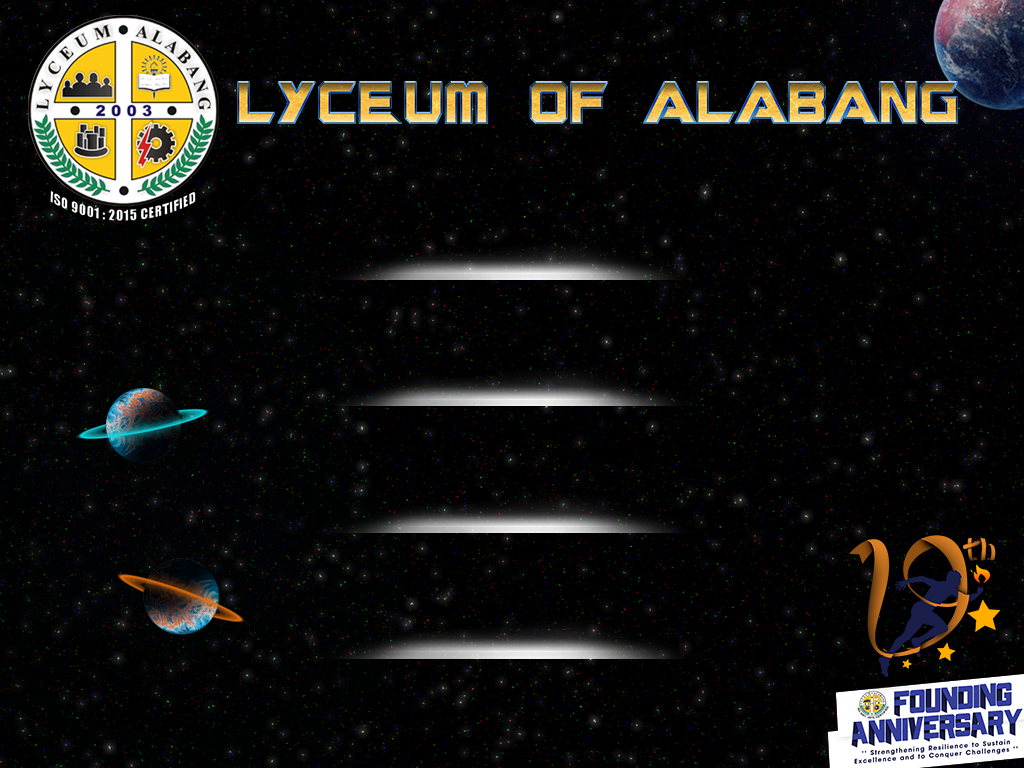 LYCEUM ALABANG
2003
ISO 9001 : 2015 CERTIFIED
LYCEUM OF ALABANG
th
FOUNDING
ANNIVERSARY
'' Strengthening Resilience to Sustain
Excellence and to Conquer Challenges ''